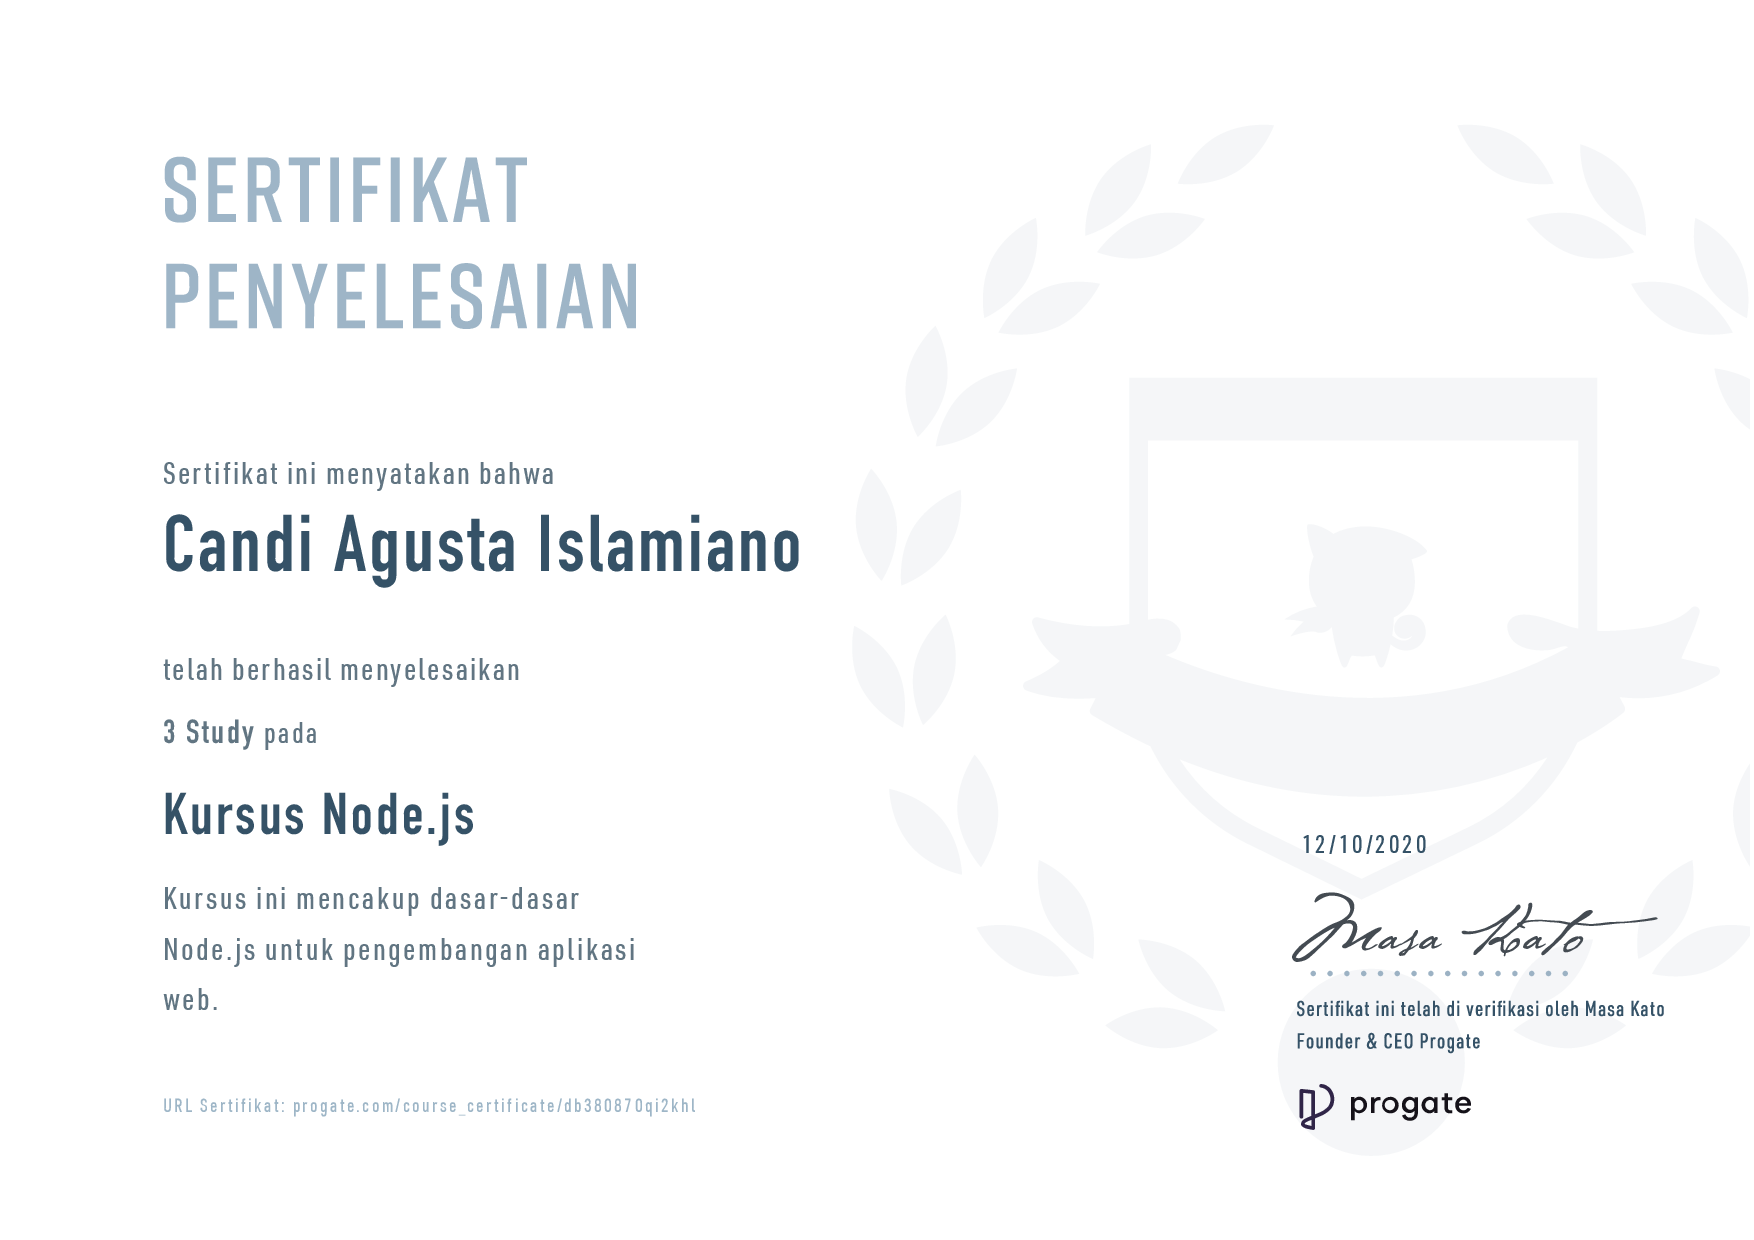 SERTIFIKAT
PENYELESAIAN
Sertifikat ini menyatakan bahwa
Candi Agusta Islamiano
telah berhasil menyelesaikan
3 Study pada
Kursus Node.js
Kursus ini mencakup dasar-dasar
Node.js untuk pengembangan aplikasi
web.
URL Sertifikat: progate.com/course_certificate/db380870qi2khl
12/10/2020
Masa Kato
Sertifikat ini telah di verifikasi oleh Masa Kato
Founder & CEO Progate
progate